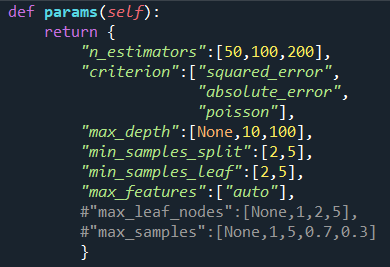 def params(self):
    return {
        "n_estimators":[50,100,200],
        "criterion":["squared_error",
                     "absolute_error",
                     "poisson"],
        "max_depth":[None,10,100],
        "min_samples_split":[2,5],
        "min_samples_leaf":[2,5],
        "max_features":["auto"],
        #"max_leaf_nodes":[None,1,2,5],
        #"max_samples":[None,1,5,0.7,0.3]
        }